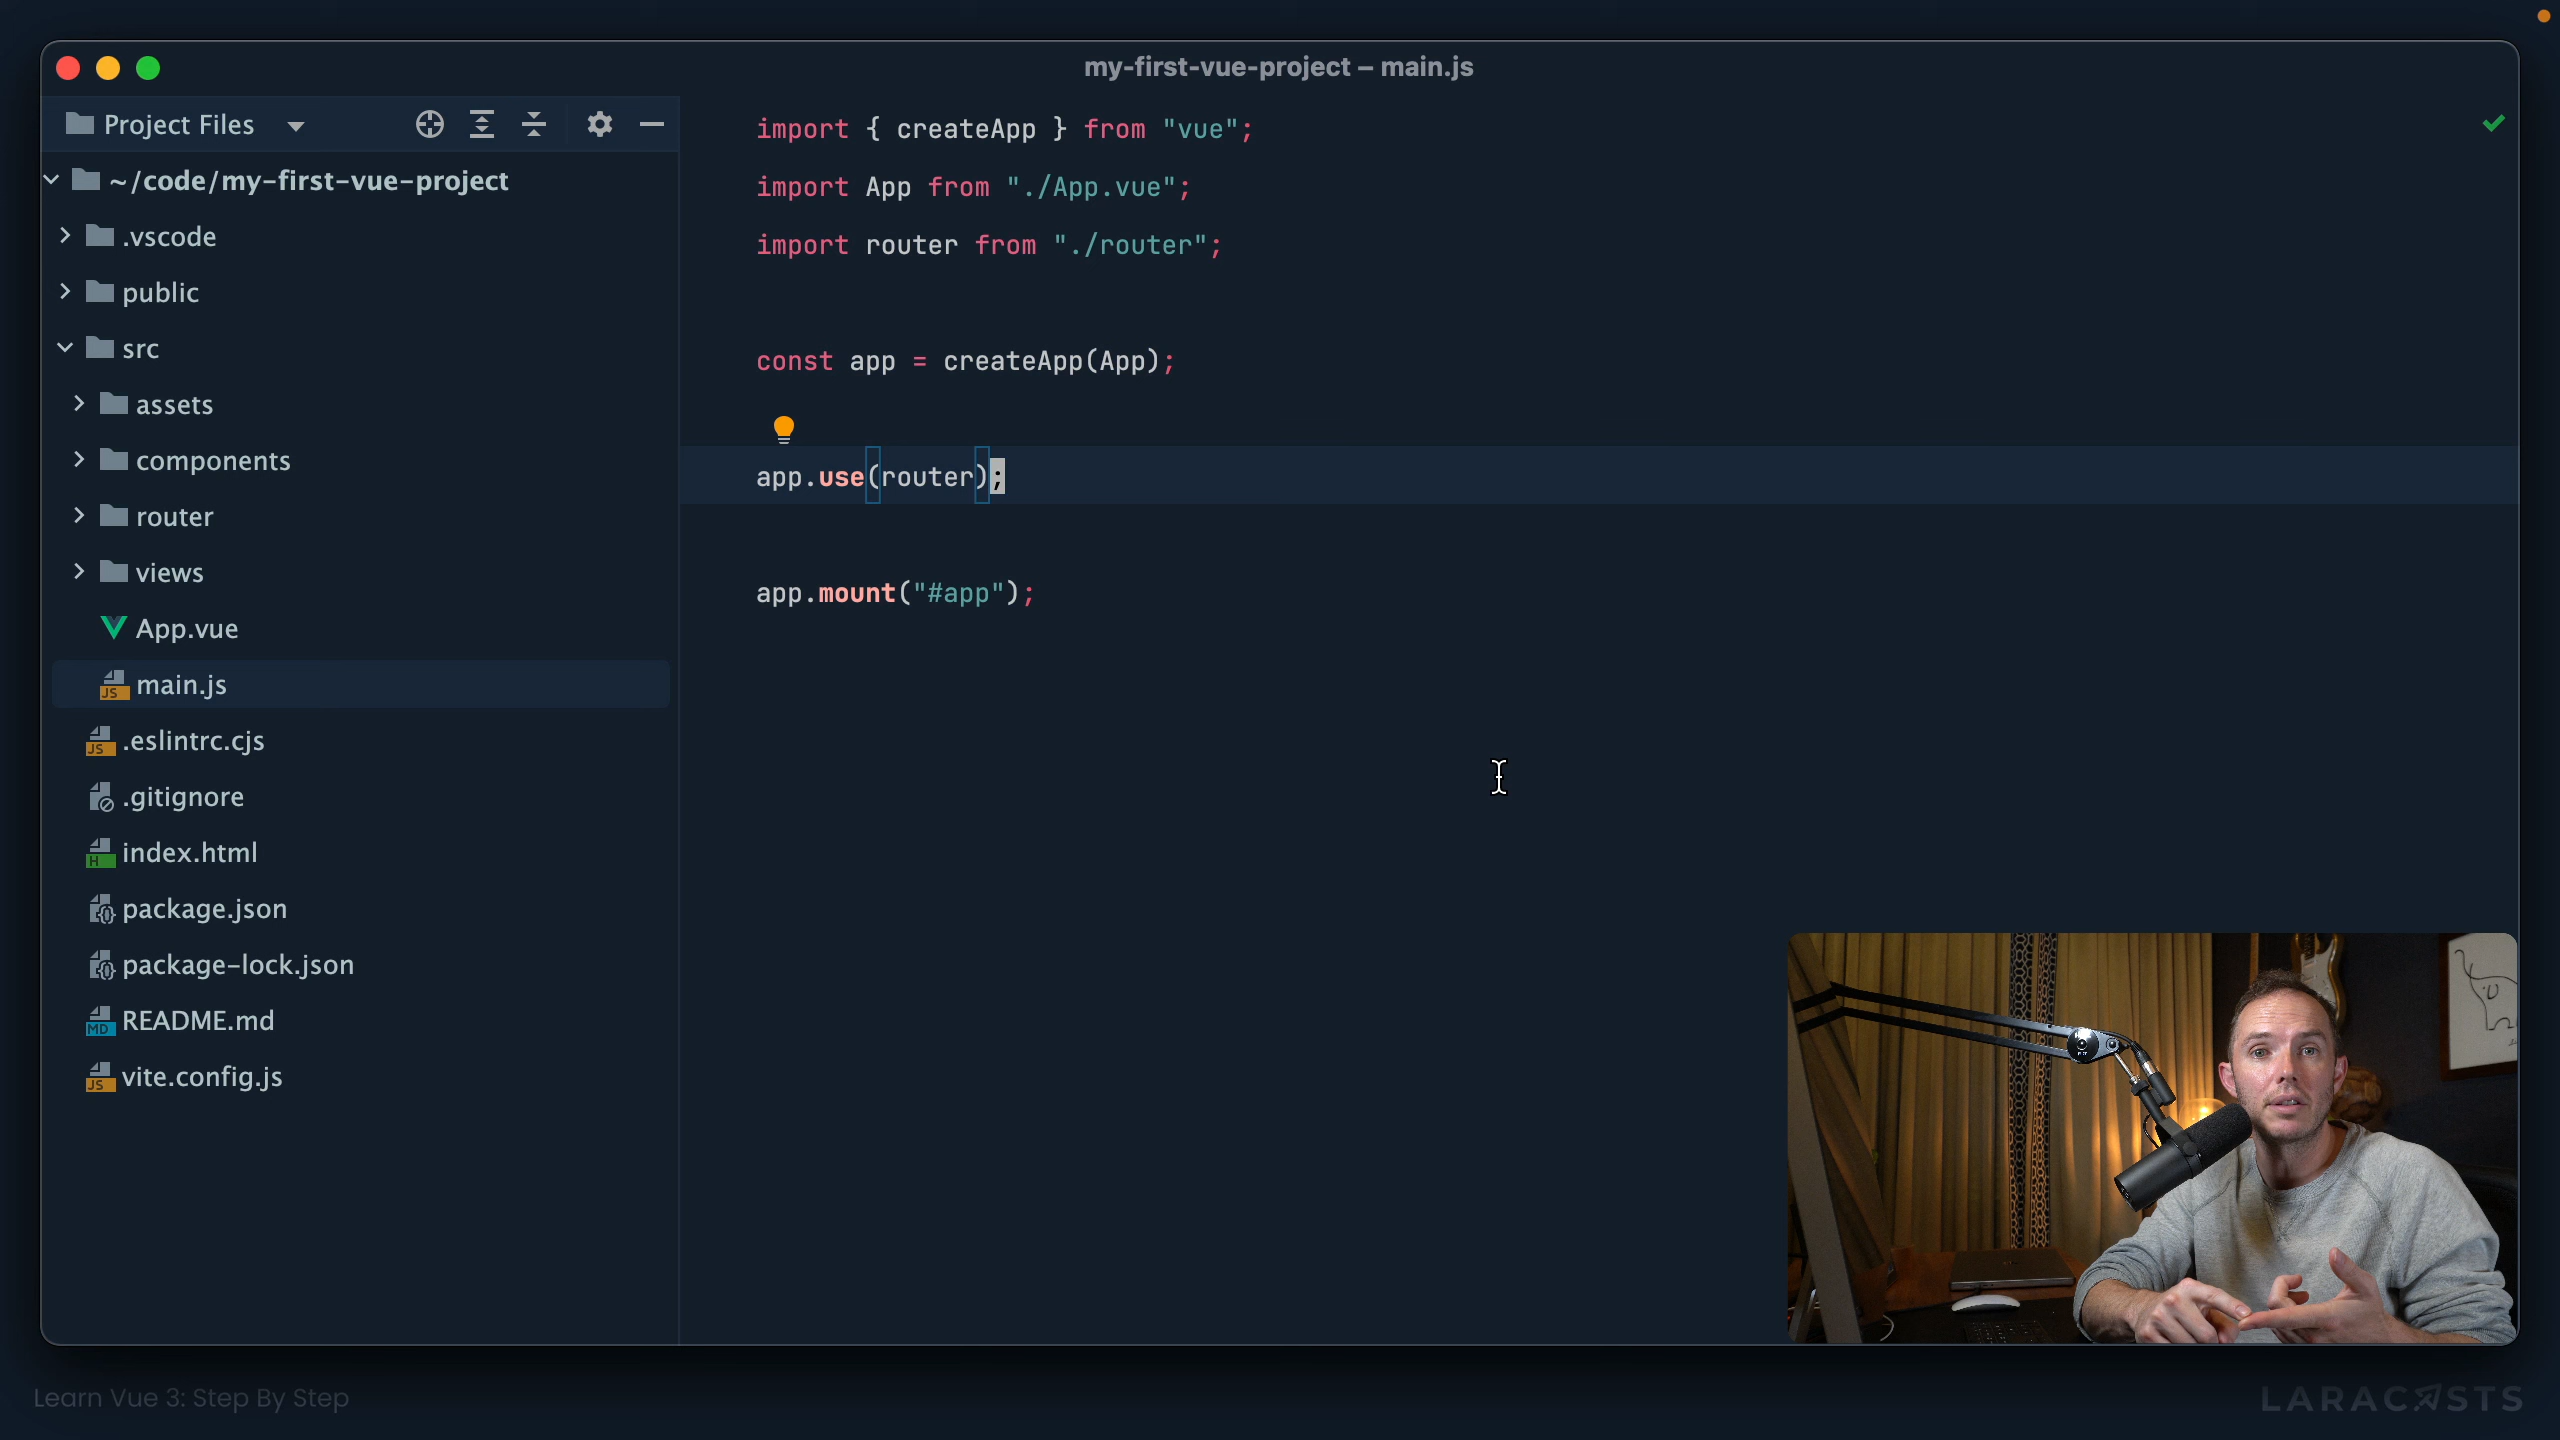 my-first-vue-project – main.js
Project Files
~/code/my-first-vue-project
.vscode
public
src
assets
components
router
views
App.vue
main.js
.eslintrc.cjs
.gitignore
index.html
package.json
package-lock.json
README.md
vite.config.js
import { createApp } from "vue";
import App from "./App.vue";
import router from "./router";
const app = createApp(App);
app.use(router);
app.mount("#app");
Learn Vue 3: Step By Step
LARACASTS